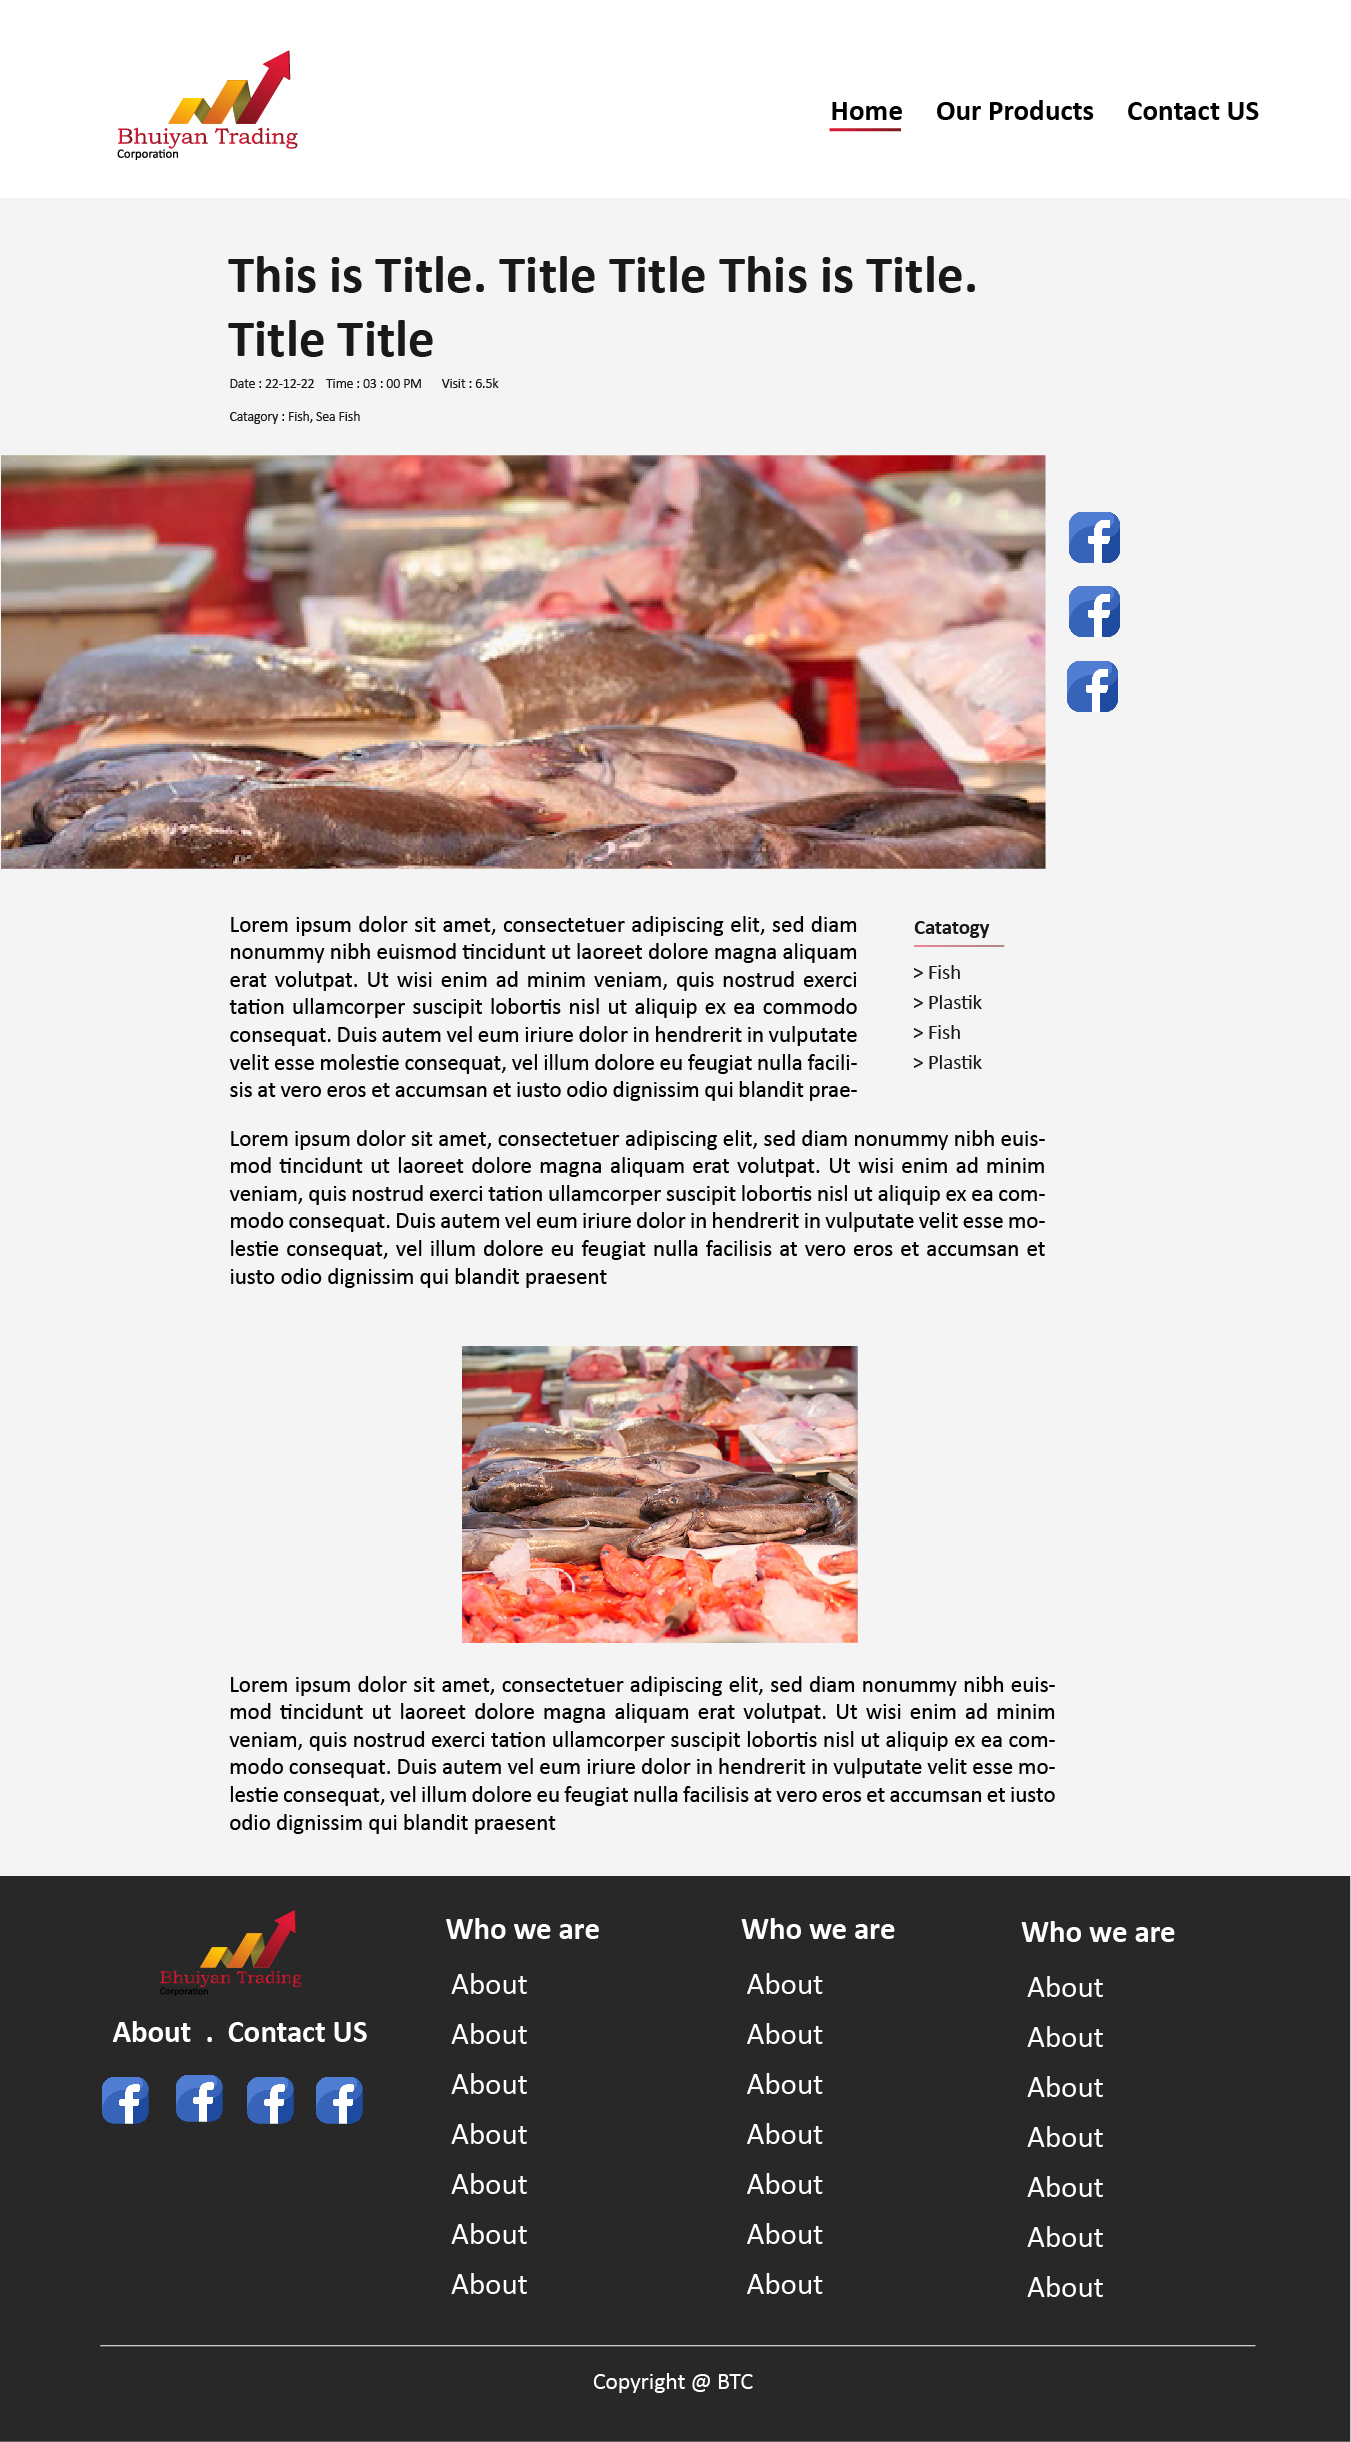 Bhuiyan Trading
Corporation
Home Our Products Contact US
This is Title. Title Title This is Title.
Title Title
Date : 22-12-22 Time : 03 : 00 PM Visit : 6.5k
Catagory : Fish, Sea Fish
Lorem ipsum dolor sit amet, consectetuer adipiscing elit, sed diam
nonummy nibh euismod tincidunt ut laoreet dolore magna aliquam
erat volutpat. Ut wisi enim ad minim veniam, quis nostrud exerci
tation ullamcorper suscipit lobortis nisl ut aliquip ex ea commodo
consequat. Duis autem vel eum iriure dolor in hendrerit in vulputate
velit esse molestie consequat, vel illum dolore eu feugiat nulla facili-
sis at vero eros et accumsan et iusto odio dignissim qui blandit prae-
Catatogy
> Fish
> Plastik
> Fish
> Plastik
Lorem ipsum dolor sit amet, consectetuer adipiscing elit, sed diam nonummy nibh euis-
mod tincidunt ut laoreet dolore magna aliquam erat volutpat. Ut wisi enim ad minim
veniam, quis nostrud exerci tation ullamcorper suscipit lobortis nisl ut aliquip ex ea com-
modo consequat. Duis autem vel eum iriure dolor in hendrerit in vulputate velit esse mo-
lestie consequat, vel illum dolore eu feugiat nulla facilisis at vero eros et accumsan et
iusto odio dignissim qui blandit praesent
Lorem ipsum dolor sit amet, consectetuer adipiscing elit, sed diam nonummy nibh euis-
mod tincidunt ut laoreet dolore magna aliquam erat volutpat. Ut wisi enim ad minim
veniam, quis nostrud exerci tation ullamcorper suscipit lobortis nisl ut aliquip ex ea com-
modo consequat. Duis autem vel eum iriure dolor in hendrerit in vulputate velit esse mo-
lestie consequat, vel illum dolore eu feugiat nulla facilisis at vero eros et accumsan et iusto
odio dignissim qui blandit praesent
Bhuiyan Trading
Corporation
About . Contact US
Who we are
About
About
About
About
About
About
About
Who we are
About
About
About
About
About
About
About
Who we are
About
About
About
About
About
About
About
Copyright @ BTC